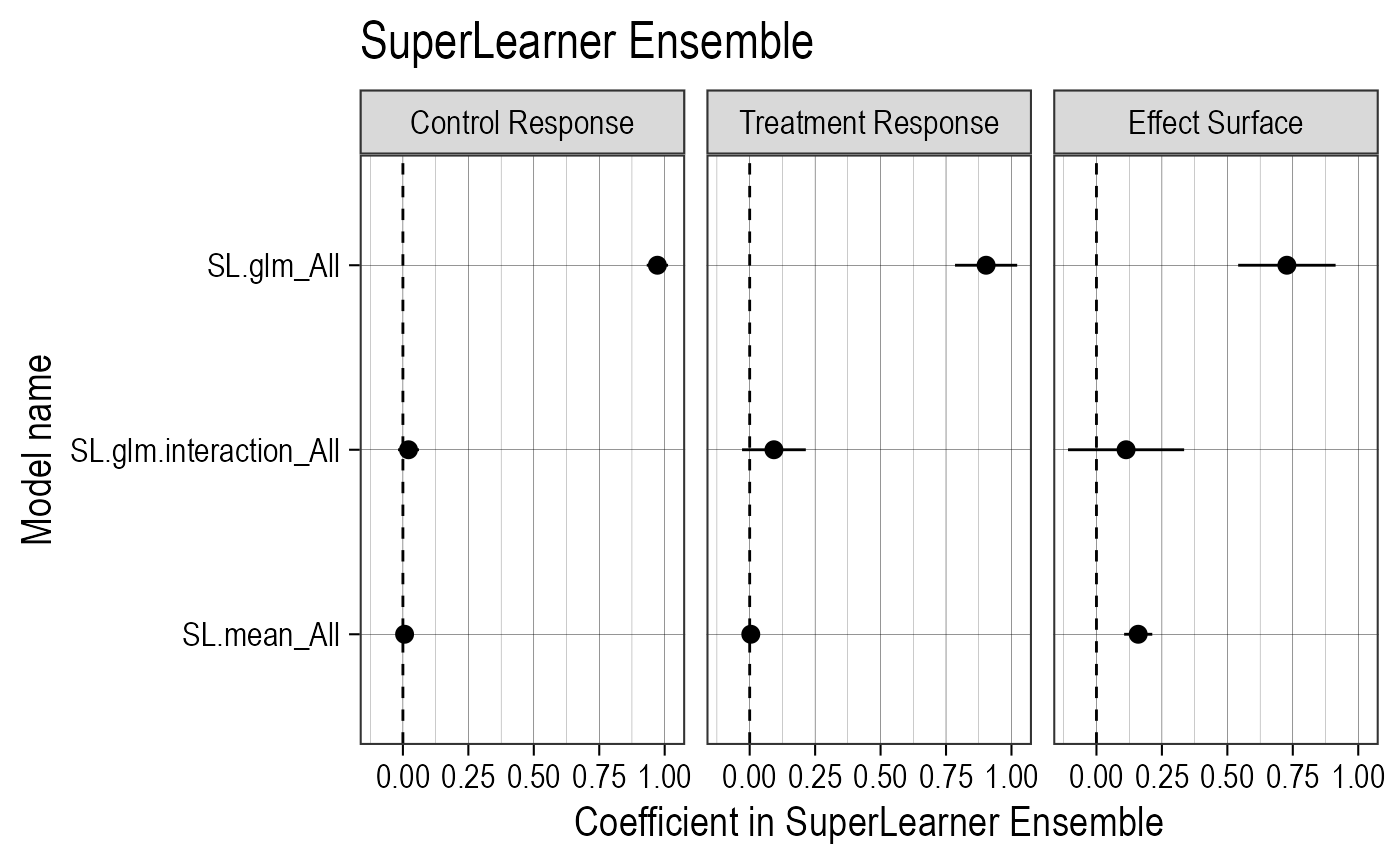 SuperLearner Ensemble
Control Response
Treatment Response
Effect Surface
Model name
SL.glm_All
SL.glm.interaction_All
SL.mean_All
0.00 0.25 0.50 0.75 1.00
0.00 0.25 0.50 0.75 1.00
0.00 0.25 0.50 0.75 1.00
Coefficient in SuperLearner Ensemble